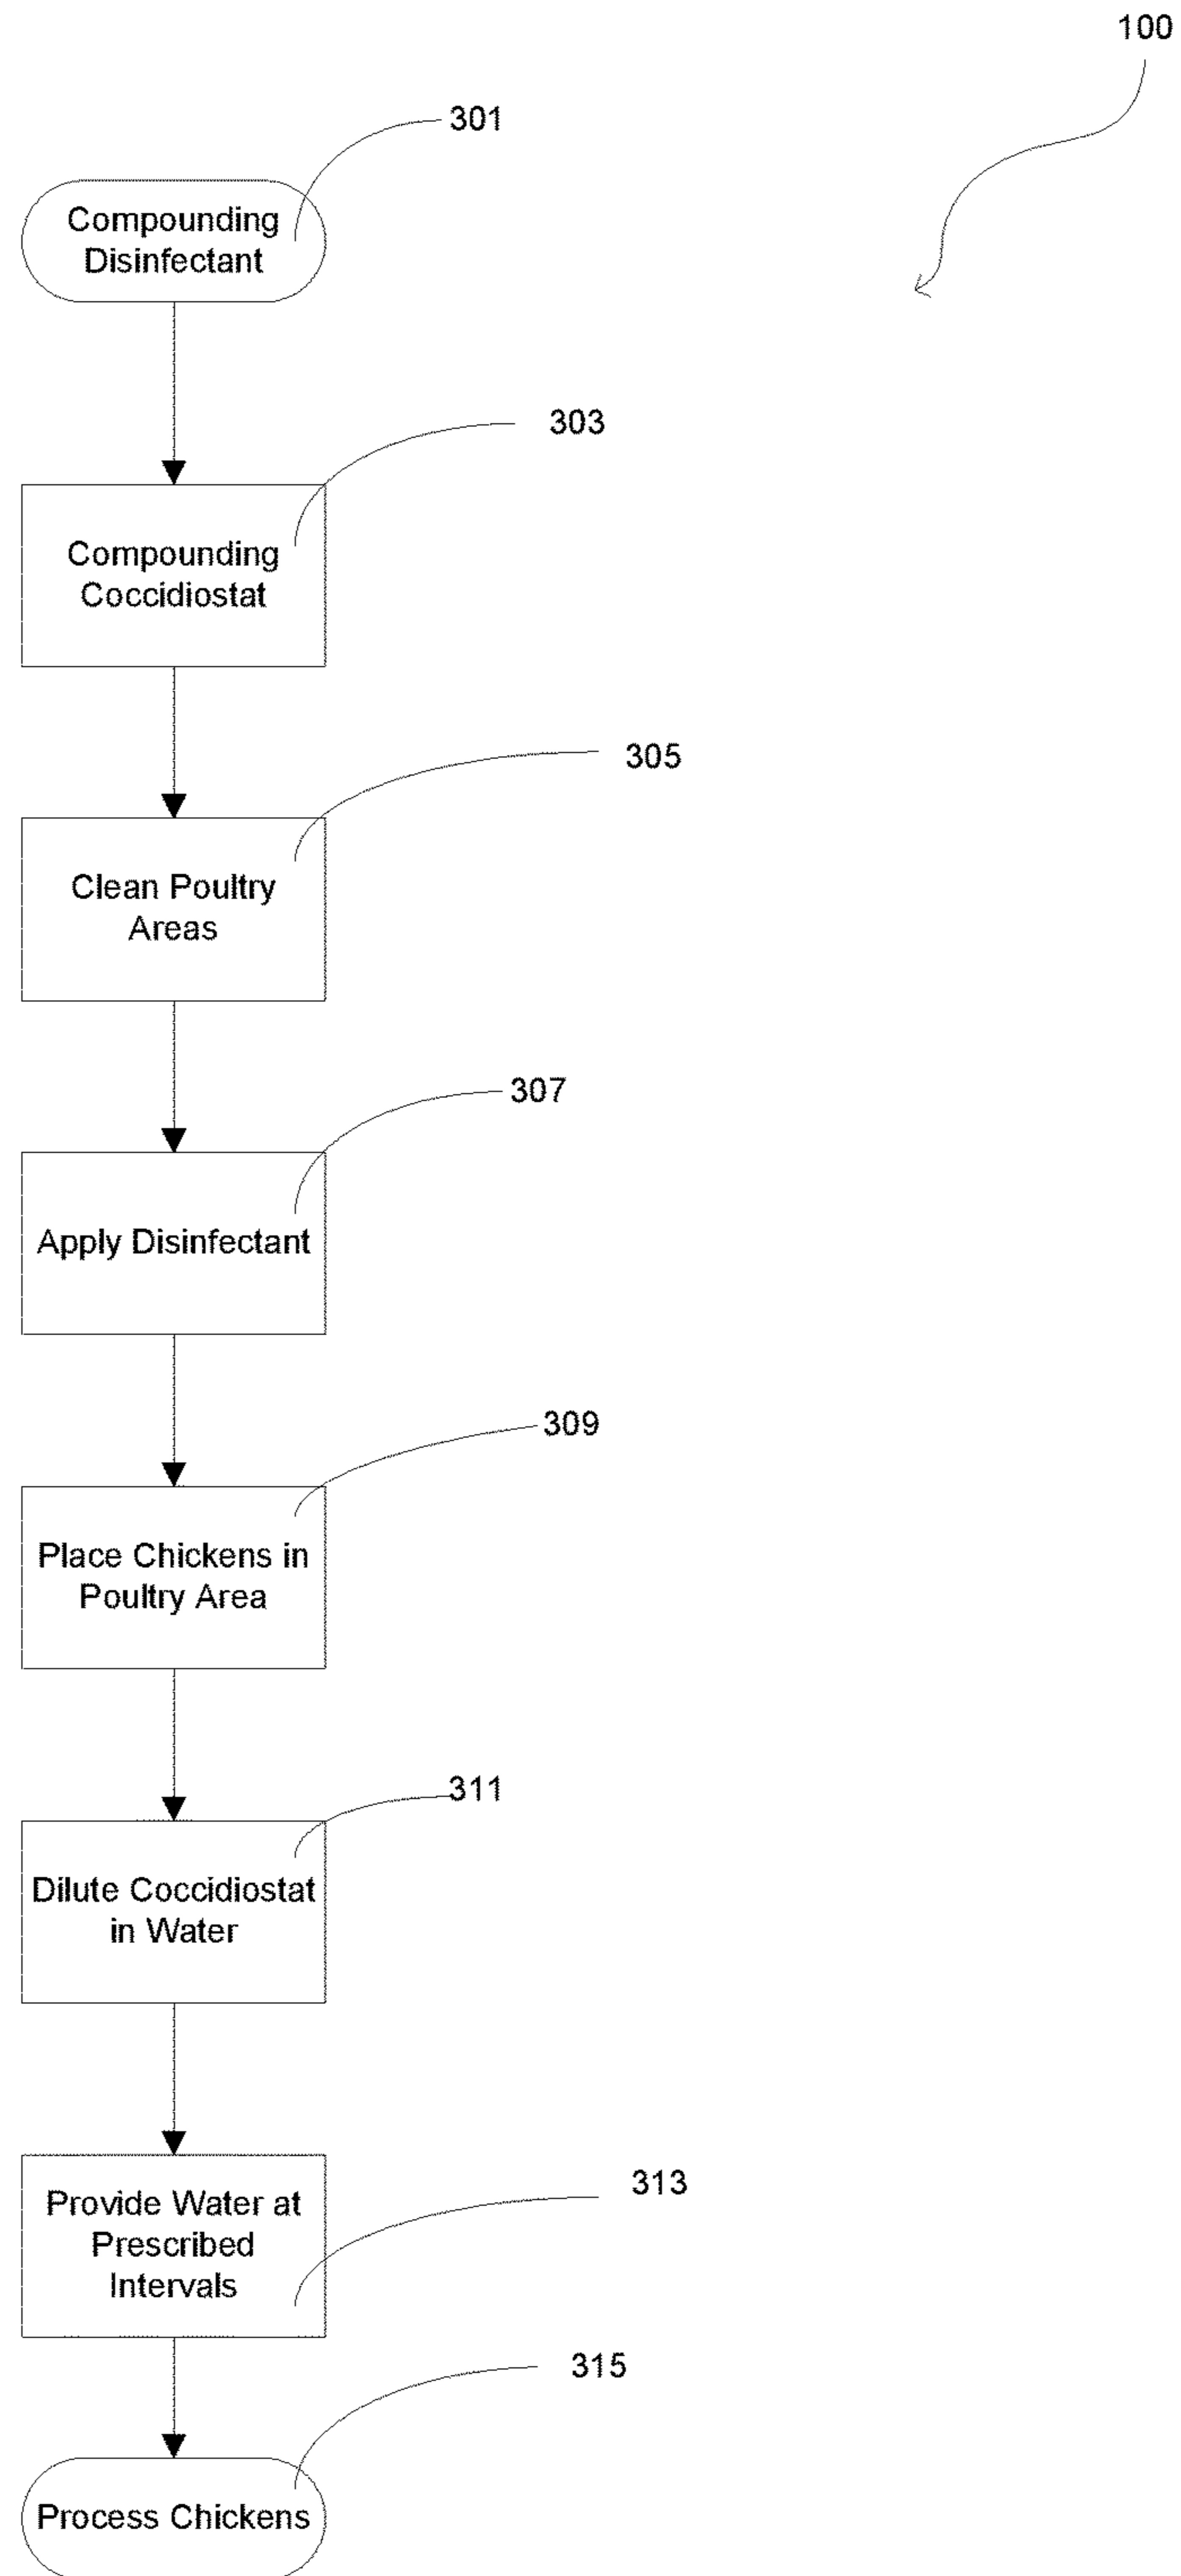 100
301
Compounding
Disinfectant
303
Compounding
Coccidiostat
305
Clean Poultry
Areas
307
Apply Disinfectant
309
Place Chickens in
Poultry Area
311
Dilute Coccidiostat
in Water
313
Provide Water at
Prescribed
Intervals
315
Process Chickens